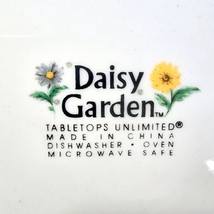 Daisy
Garden™
TABLETOPS UNLIMITED®
MADE IN CHINA
DISHWASHER • OVEN
MICROWAVE SAFE